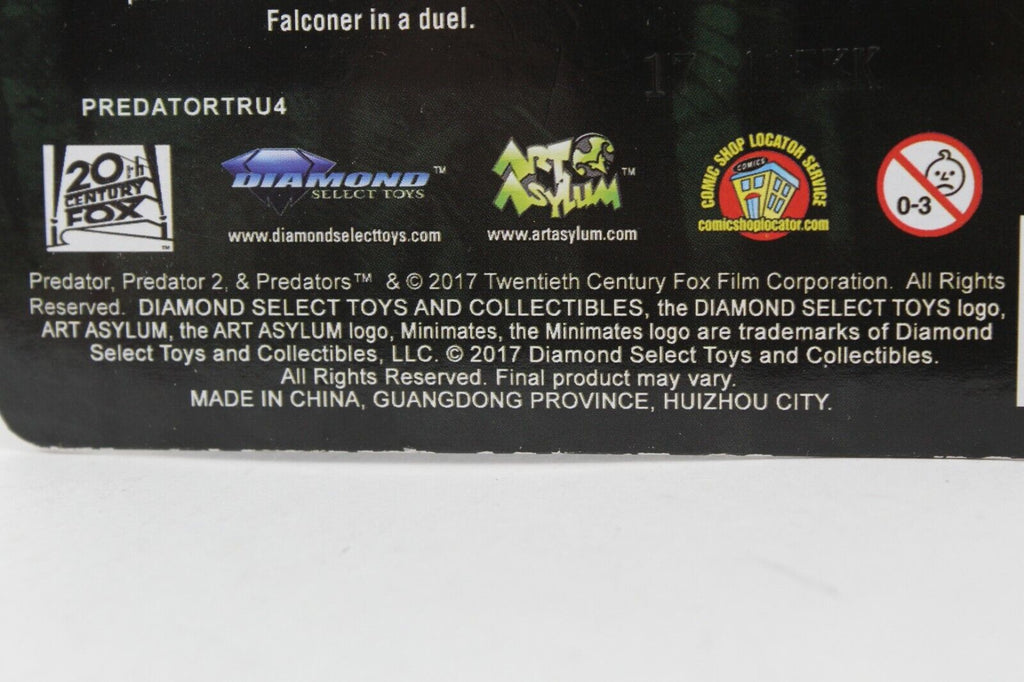 Falconer in a duel.
PREDATORTRU4
20th
CENTURY
FOX
TM
DIAMOND™
SELECT TOYS
www.diamondselecttoys.com
ART
ASYLUM™
www.artasylum.com
COMIC SHOP LOCATOR SERVICE
COMICS
comicshoplocator.com
0-3
Predator, Predator 2, & Predators™ & © 2017 Twentieth Century Fox Film Corporation. All Rights
Reserved. DIAMOND SELECT TOYS AND COLLECTIBLES, the DIAMOND SELECT TOYS logo,
ART ASYLUM, the ART ASYLUM logo, Minimates, the Minimates logo are trademarks of Diamond
Select Toys and Collectibles, LLC. © 2017 Diamond Select Toys and Collectibles.
All Rights Reserved. Final product may vary.
MADE IN CHINA, GUANGDONG PROVINCE, HUIZHOU CITY.